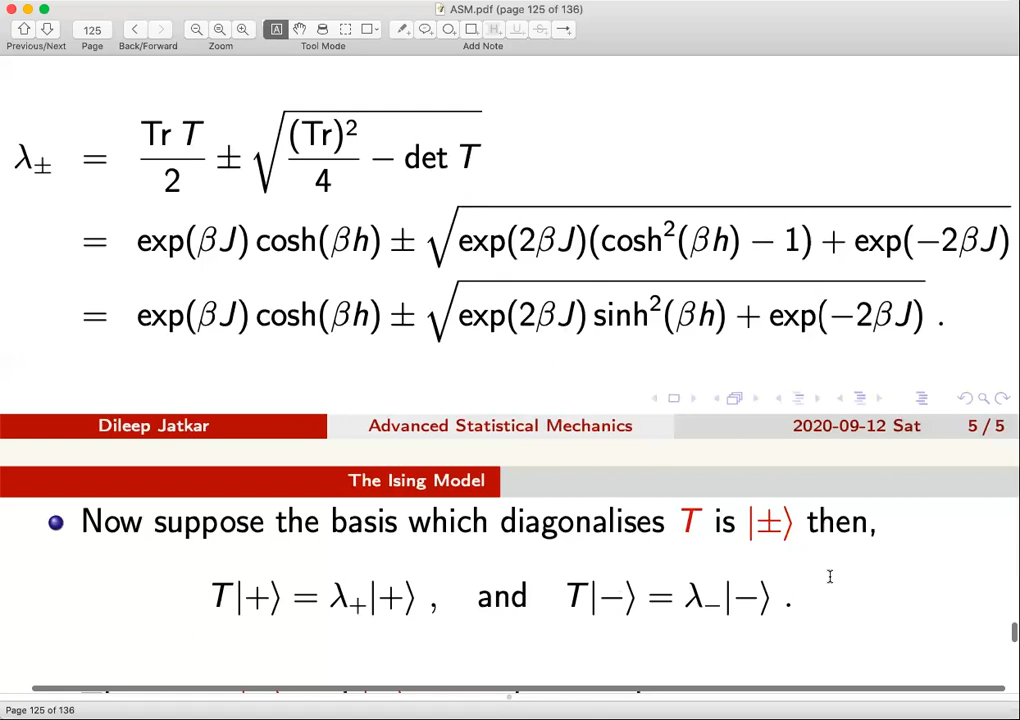 ASM.pdf (page 125 of 136)
125
Previous/Next Page Back/Forward Zoom Tool Mode Add Note
λ± = Tr T / 2 ± √((Tr)² / 4 − det T)
= exp(βJ) cosh(βh) ± √(exp(2βJ)(cosh²(βh) − 1) + exp(−2βJ))
= exp(βJ) cosh(βh) ± √(exp(2βJ) sinh²(βh) + exp(−2βJ)) .
Dileep Jatkar Advanced Statistical Mechanics 2020-09-12 Sat 5 / 5
The Ising Model
Now suppose the basis which diagonalises T is |±⟩ then,
T|+⟩ = λ₊|+⟩ , and T|−⟩ = λ₋|−⟩ .
Page 125 of 136